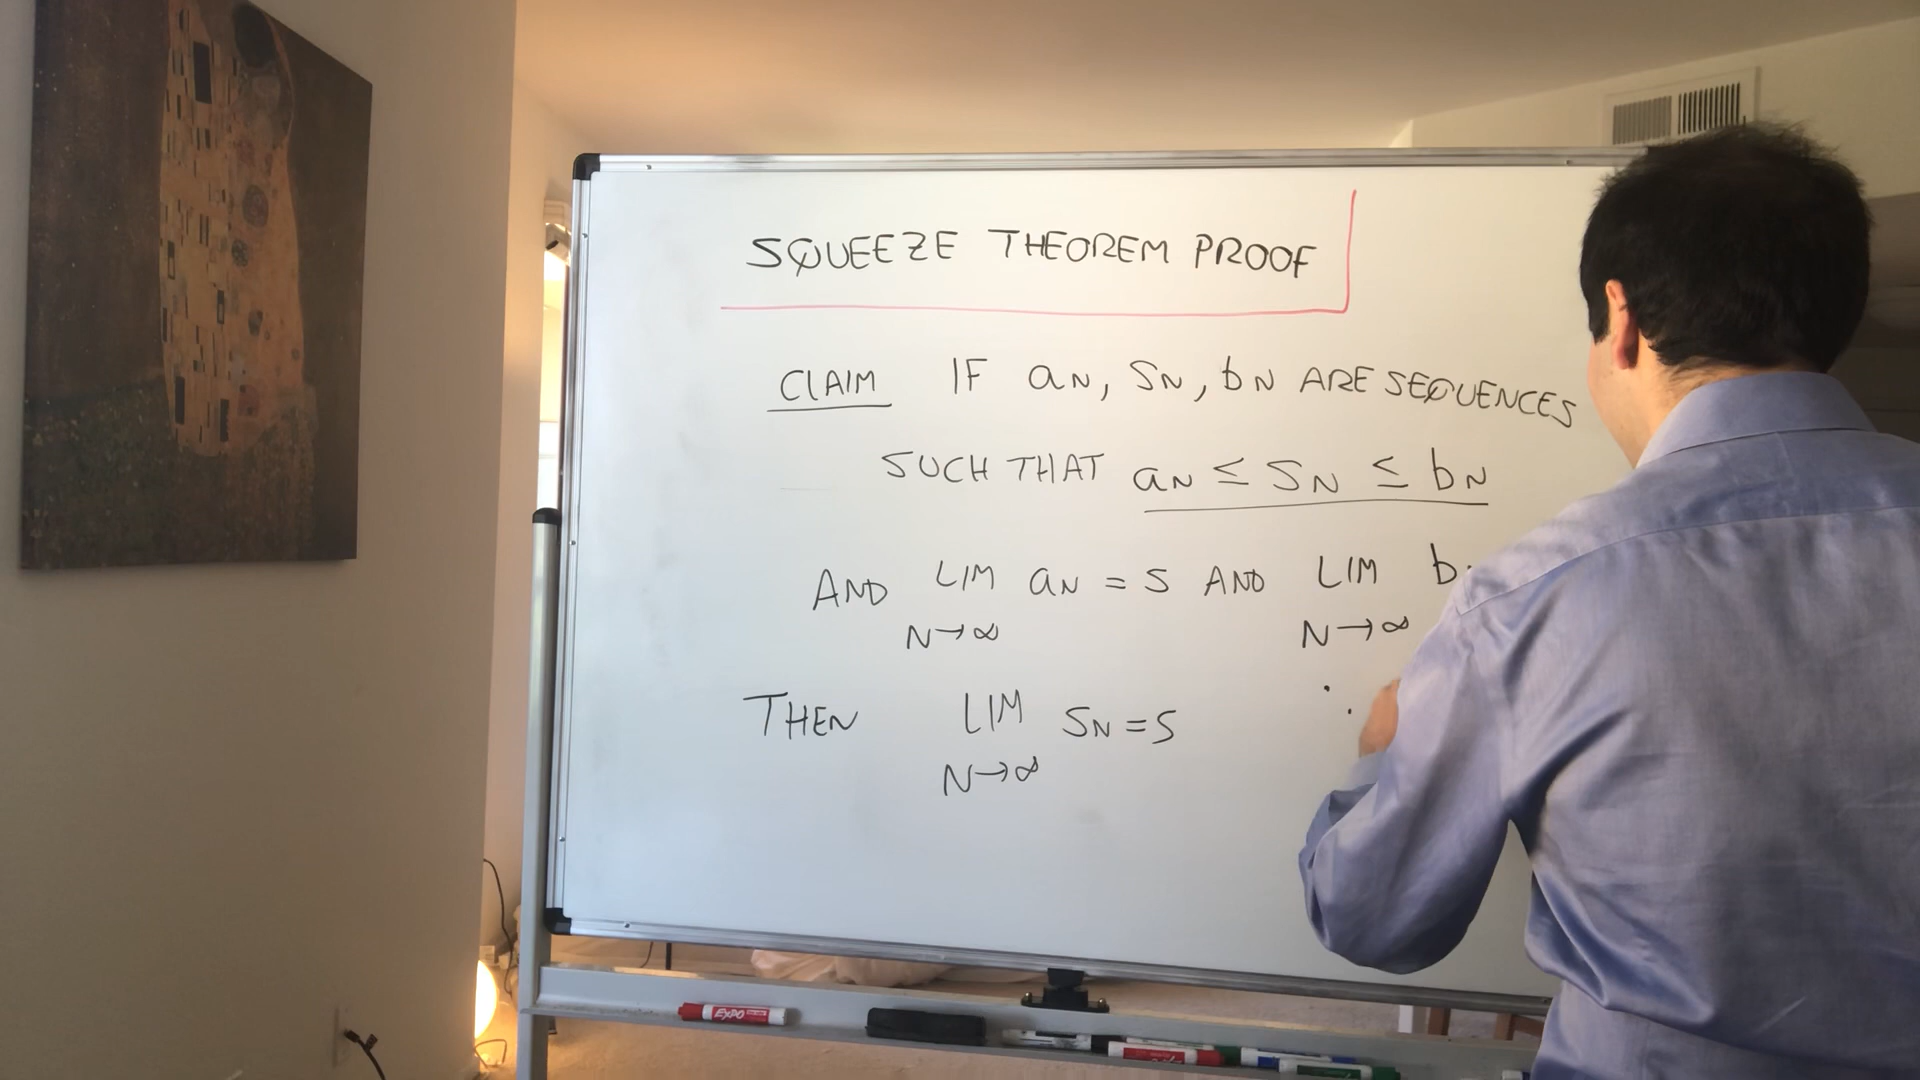 SQUEEZE THEOREM PROOF
CLAIM IF aN, SN, bN ARE SEQUENCES
SUCH THAT aN ≤ SN ≤ bN
AND LIM aN = S AND LIM b
N→∞ N→∞
THEN LIM SN = S
N→∞
EXPO